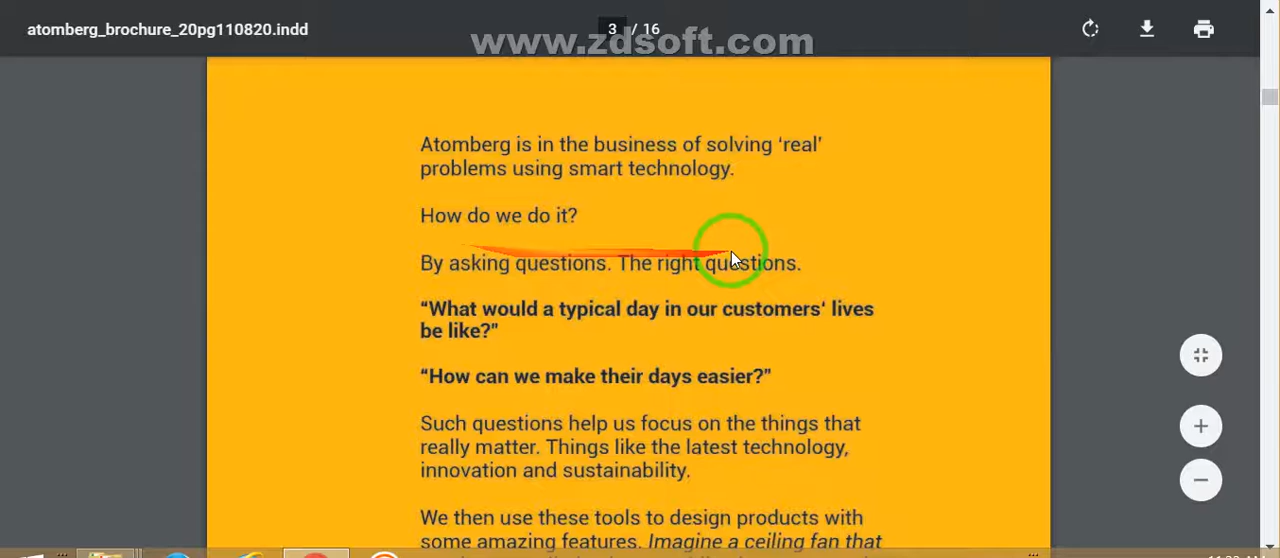 atomberg_brochure_20pg110820.indd
3 / 16
www.zdsoft.com
Atomberg is in the business of solving ‘real’
problems using smart technology.
How do we do it?
By asking questions. The right questions.
“What would a typical day in our customers‘ lives
be like?”
“How can we make their days easier?”
Such questions help us focus on the things that
really matter. Things like the latest technology,
innovation and sustainability.
We then use these tools to design products with
some amazing features. Imagine a ceiling fan that